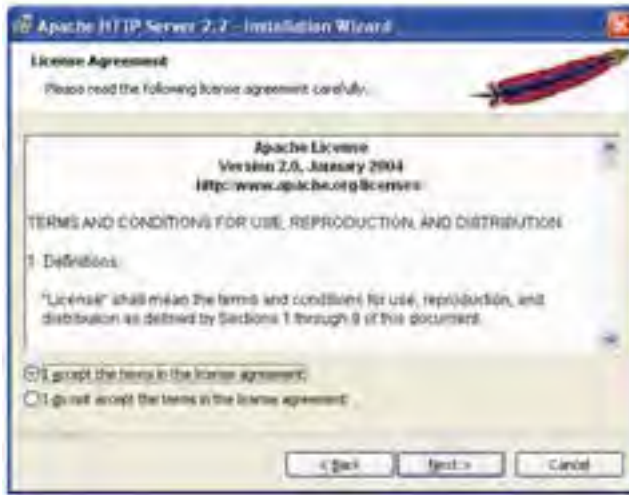 Apache HTTP Server 2.2 - Installation Wizard
License Agreement
Please read the following license agreement carefully.
Apache License
Version 2.0, January 2004
http://www.apache.org/licenses/
TERMS AND CONDITIONS FOR USE, REPRODUCTION, AND DISTRIBUTION
1. Definitions.
"License" shall mean the terms and conditions for use, reproduction, and
distribution as defined by Sections 1 through 9 of this document.
I accept the terms in the license agreement
I do not accept the terms in the license agreement
< Back
Next >
Cancel